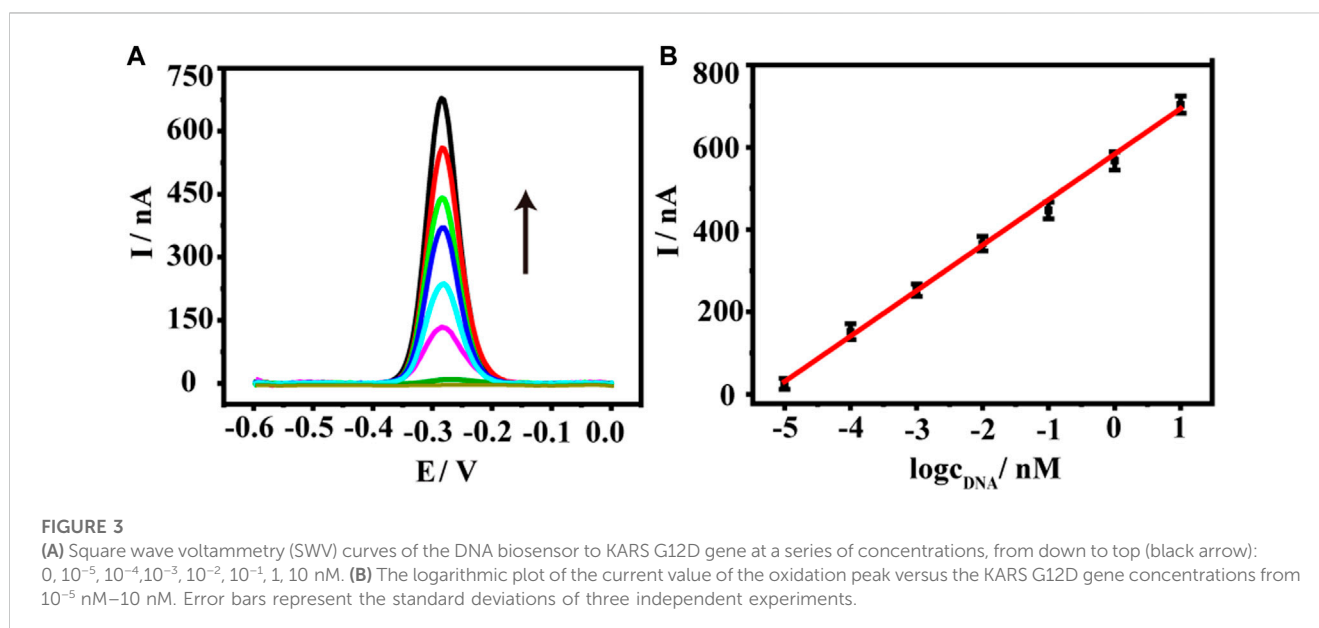 A
750
600
450
300
150
0
I / nA
-0.6 -0.5 -0.4 -0.3 -0.2 -0.1 0.0
E / V
B
800
600
400
200
0
I / nA
-5 -4 -3 -2 -1 0 1
logc_DNA / nM
FIGURE 3
(A) Square wave voltammetry (SWV) curves of the DNA biosensor to KARS G12D gene at a series of concentrations, from down to top (black arrow):
0, 10⁻⁵, 10⁻⁴,10⁻³, 10⁻², 10⁻¹, 1, 10 nM. (B) The logarithmic plot of the current value of the oxidation peak versus the KARS G12D gene concentrations from
10⁻⁵ nM–10 nM. Error bars represent the standard deviations of three independent experiments.